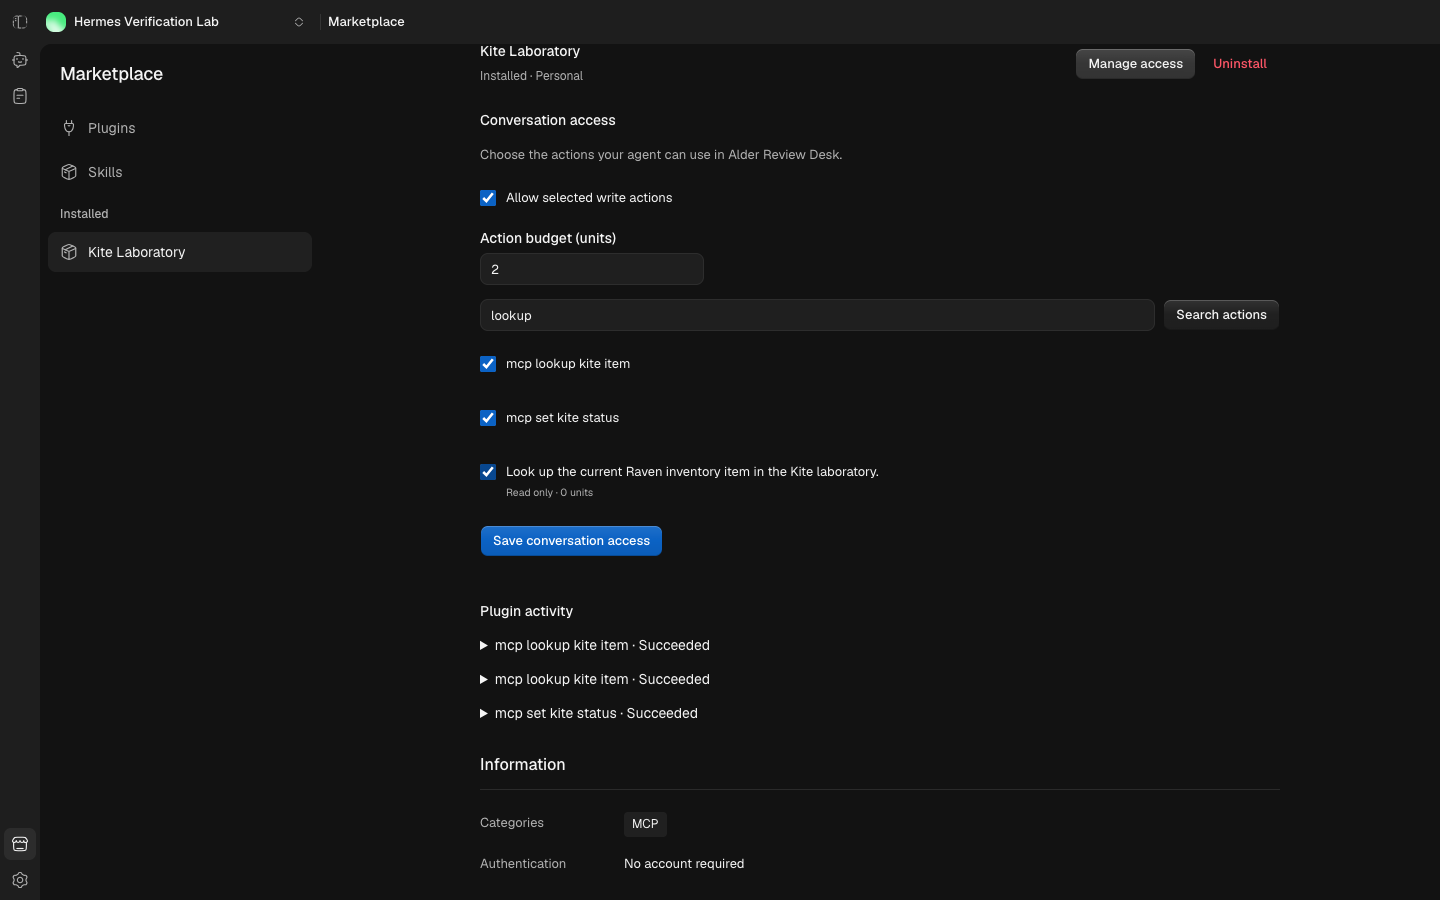 Hermes Verification Lab
Marketplace
Marketplace
Plugins
Skills
Installed
Kite Laboratory
Kite Laboratory
Installed · Personal
Manage access
Uninstall
Conversation access
Choose the actions your agent can use in Alder Review Desk.
Allow selected write actions
Action budget (units)
2
lookup
Search actions
mcp lookup kite item
mcp set kite status
Look up the current Raven inventory item in the Kite laboratory.
Read only · 0 units
Save conversation access
Plugin activity
mcp lookup kite item · Succeeded
mcp lookup kite item · Succeeded
mcp set kite status · Succeeded
Information
Categories
MCP
Authentication
No account required